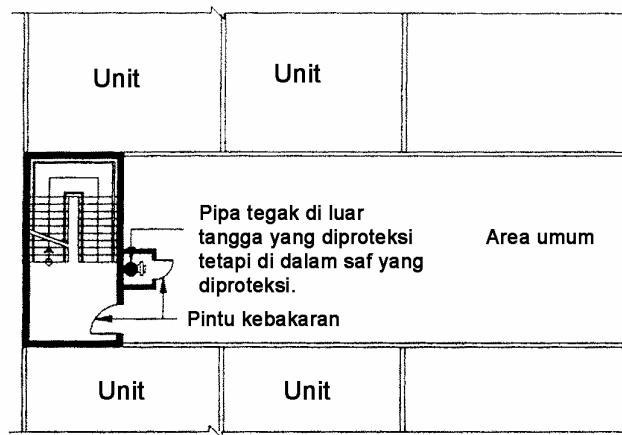 Unit
Unit
Pipa tegak di luar
tangga yang diproteksi
tetapi di dalam saf yang
diproteksi.
Area umum
Pintu kebakaran
Unit
Unit